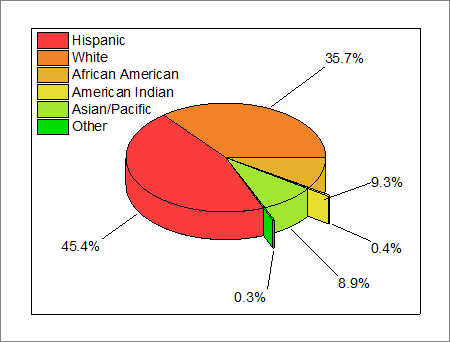 Hispanic
White
African American
American Indian
Asian/Pacific
Other
35.7%
9.3%
0.4%
8.9%
0.3%
45.4%